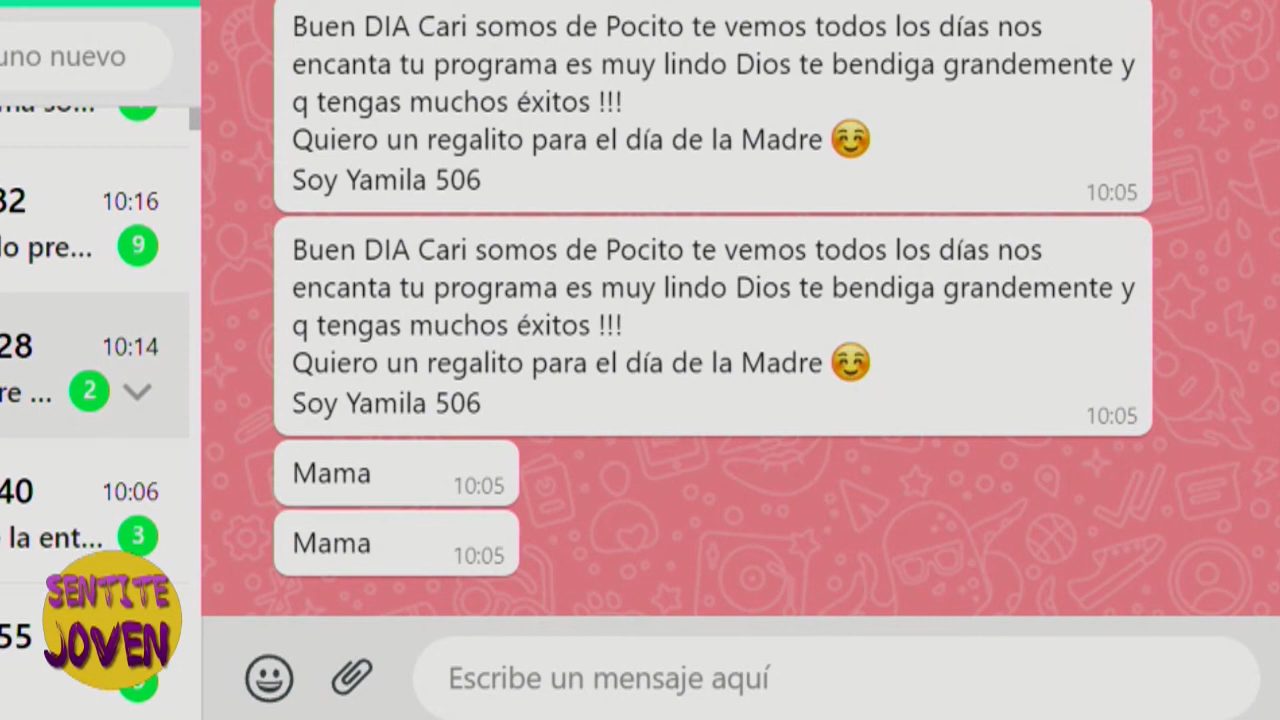 uno nuevo
32
10:16
lo pre...
9
28
10:14
re ...
2
40
10:06
la ent...
3
55
SENTITE
JOVEN
Buen DIA Cari somos de Pocito te vemos todos los días nos
encanta tu programa es muy lindo Dios te bendiga grandemente y
q tengas muchos éxitos !!!
Quiero un regalito para el día de la Madre 😊
Soy Yamila 506
10:05
Buen DIA Cari somos de Pocito te vemos todos los días nos
encanta tu programa es muy lindo Dios te bendiga grandemente y
q tengas muchos éxitos !!!
Quiero un regalito para el día de la Madre 😊
Soy Yamila 506
10:05
Mama
10:05
Mama
10:05
Escribe un mensaje aquí